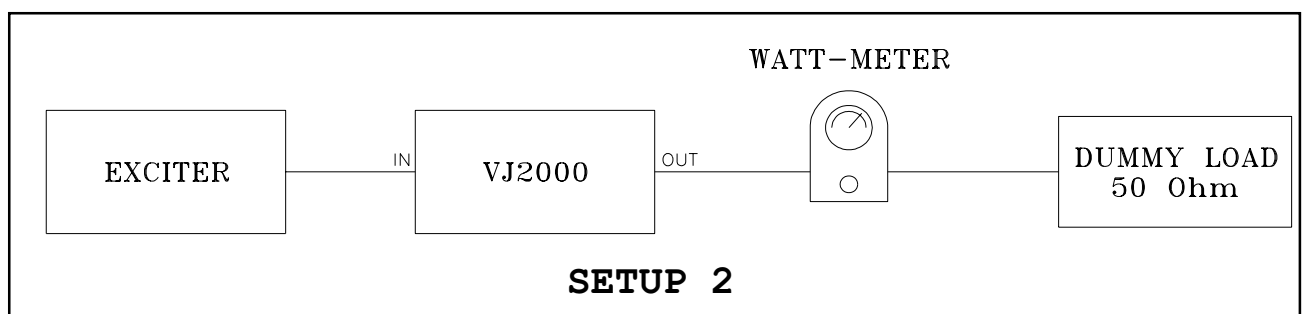 WATT-METER
EXCITER
IN
VJ2000
OUT
DUMMY LOAD
50 Ohm
SETUP 2